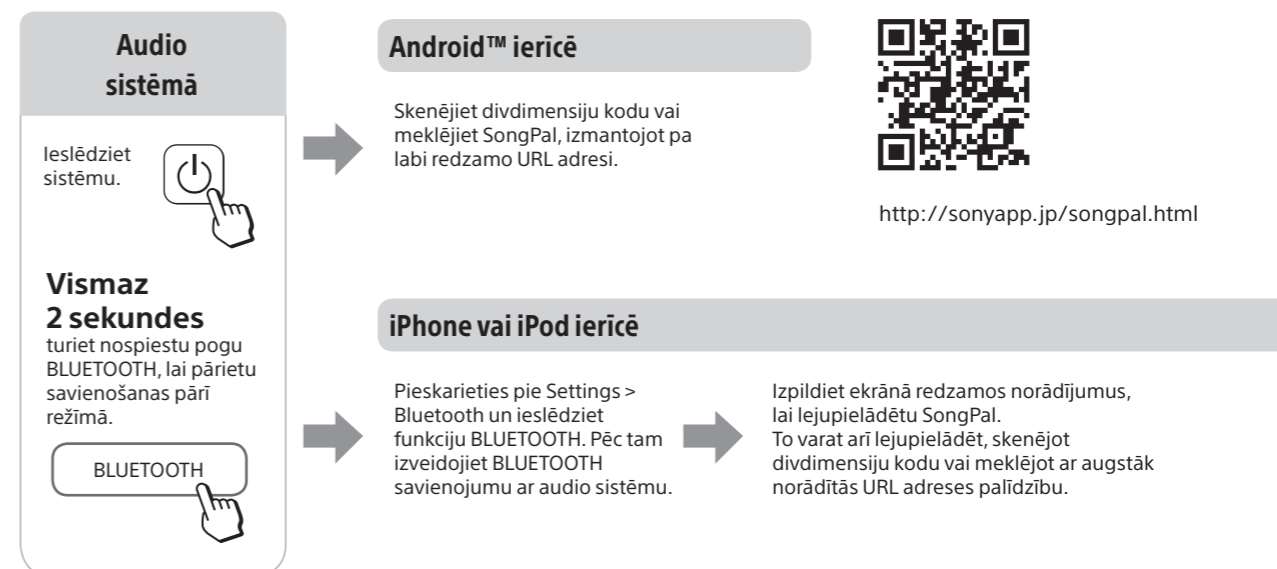 Audio
sistēmā
Ieslēdziet
sistēmu.
Vismaz
2 sekundes
turiet nospiestu pogu
BLUETOOTH, lai pārietu
savienošanas pārī
režīmā.
BLUETOOTH
Android™ ierīcē
Skenējiet divdimensiju kodu vai
meklējiet SongPal, izmantojot pa
labi redzamo URL adresi.
http://sonyapp.jp/songpal.html
iPhone vai iPod ierīcē
Pieskarieties pie Settings >
Bluetooth un ieslēdziet
funkciju BLUETOOTH. Pēc tam
izveidojiet BLUETOOTH
savienojumu ar audio sistēmu.
Izpildiet ekrānā redzamos norādījumus,
lai lejupielādētu SongPal.
To varat arī lejupielādēt, skenējot
divdimensiju kodu vai meklējot ar augstāk
norādītās URL adreses palīdzību.